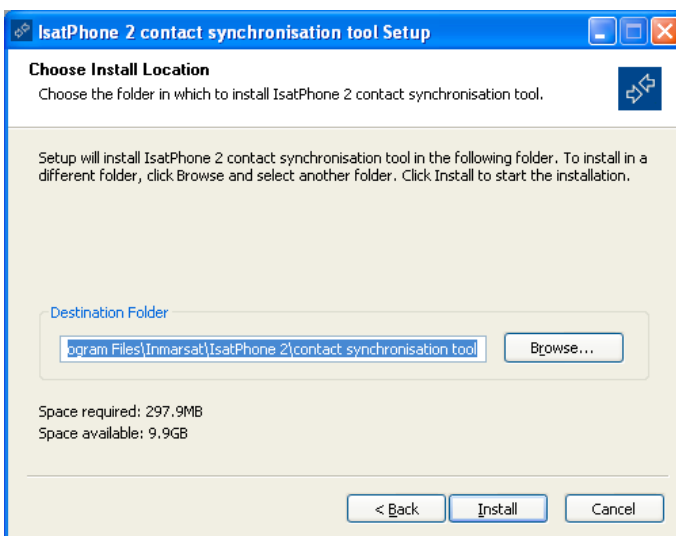 IsatPhone 2 contact synchronisation tool Setup
Choose Install Location
Choose the folder in which to install IsatPhone 2 contact synchronisation tool.
Setup will install IsatPhone 2 contact synchronisation tool in the following folder. To install in a
different folder, click Browse and select another folder. Click Install to start the installation.
Destination Folder
ogram Files\Inmarsat\IsatPhone 2\contact synchronisation tool
Browse...
Space required: 297.9MB
Space available: 9.9GB
< Back Install Cancel